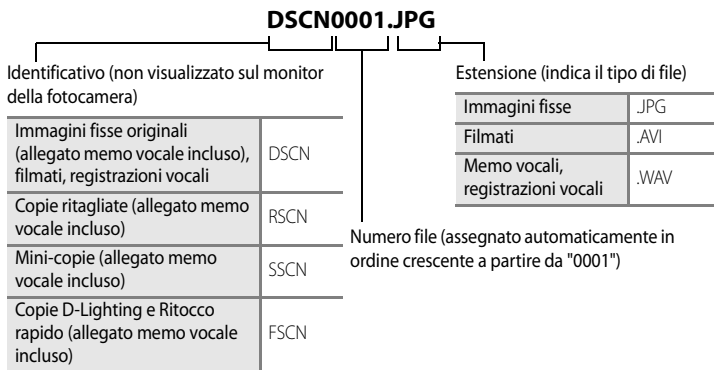 DSCN0001.JPG
Identificativo (non visualizzato sul monitor
della fotocamera)
Immagini fisse originali
(allegato memo vocale incluso),
filmati, registrazioni vocali
DSCN
Copie ritagliate (allegato memo
vocale incluso)
RSCN
Mini-copie (allegato memo
vocale incluso)
SSCN
Copie D-Lighting e Ritocco
rapido (allegato memo vocale
incluso)
FSCN
Estensione (indica il tipo di file)
Immagini fisse
.JPG
Filmati
.AVI
Memo vocali,
registrazioni vocali
.WAV
Numero file (assegnato automaticamente in
ordine crescente a partire da "0001")